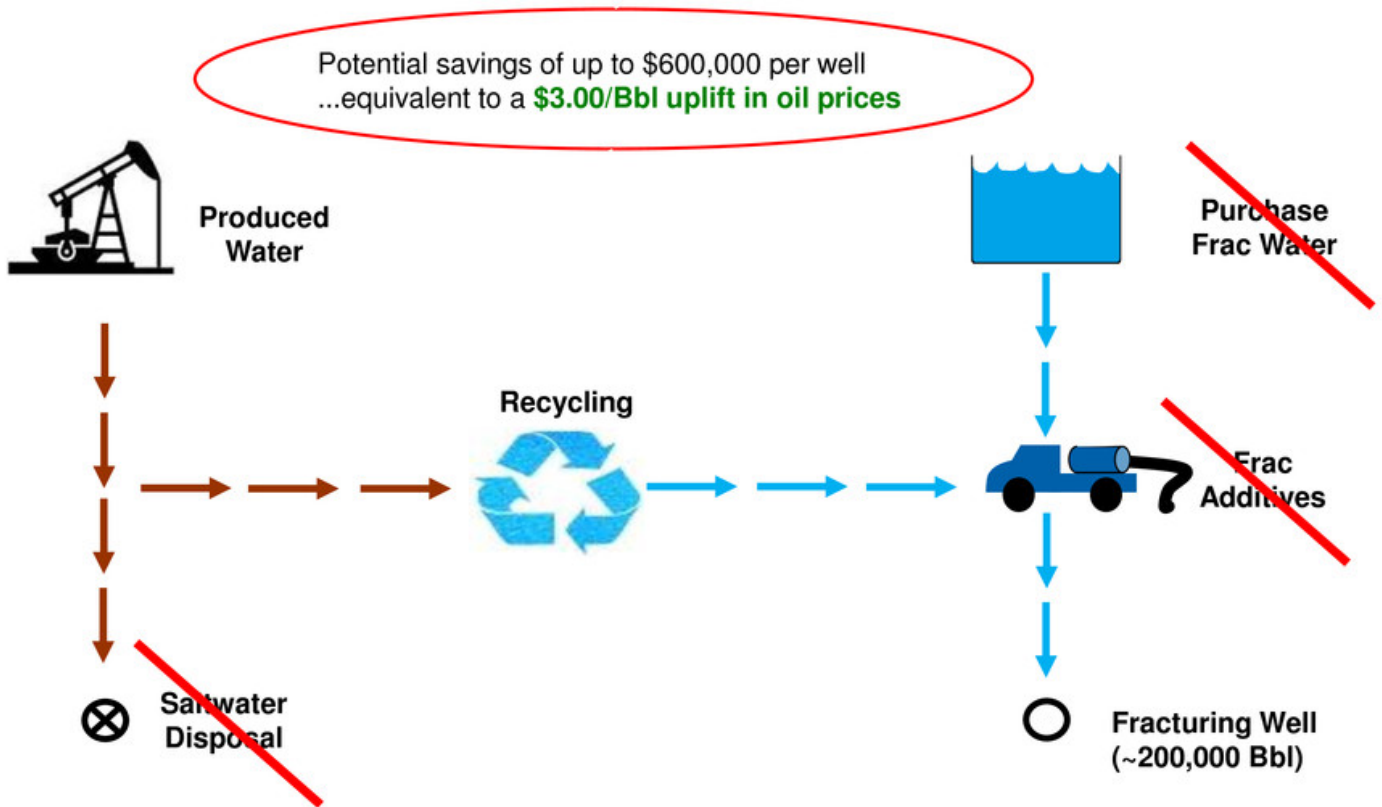 Potential savings of up to $600,000 per well
...equivalent to a $3.00/Bbl uplift in oil prices
Produced
Water
Purchase
Frac Water
Recycling
Frac
Additives
Saltwater
Disposal
Fracturing Well
(~200,000 Bbl)